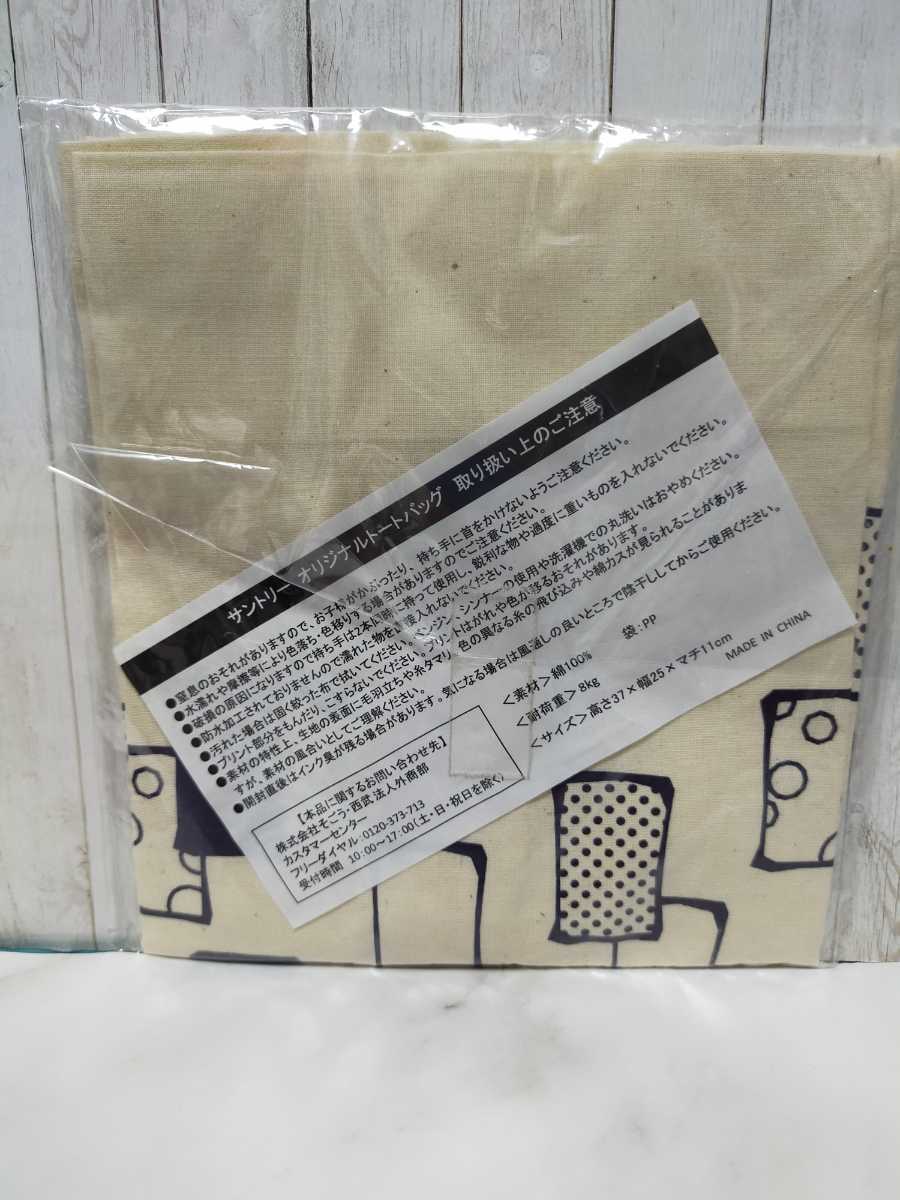 サントリー オリジナルトートバッグ 取り扱い上のご注意
●窒息のおそれがありますので、お子様がかぶったり、持ち手に首をかけないようご注意ください。
●水濡れや摩擦等により色落ち・色移りする場合がありますのでご注意ください。
●破損の原因になりますので持ち手は2本同時に持って使用し、鋭利な物や過度に重いものを入れないでください。
●防水加工されておりませんので濡れた物を入れないでください。
●汚れた場合は固く絞った布で拭いてください。ベンジン、シンナーの使用や洗濯機での丸洗いはおやめください。
●プリント部分をもんだり、こすらないでください。プリントはがれや色が移るおそれがあります。
●素材の特性上、生地の表面に毛羽立ちや糸タマリ、色の異なる糸の飛び込みや綿カスが見られることがありま
すが、素材の風合いとしてご理解ください。
●開封直後はインク臭が残る場合があります。気になる場合は風通しの良いところで陰干ししてからご使用ください。
【本品に関するお問い合わせ先】
株式会社そごう・西武 法人外商部
カスタマーセンター
フリーダイヤル:0120-373-713
受付時間 10:00〜17:00(土・日・祝日を除く)
<素材>綿100% 袋:PP
<耐荷重>8kg
<サイズ>高さ37×幅25×マチ11cm
MADE IN CHINA